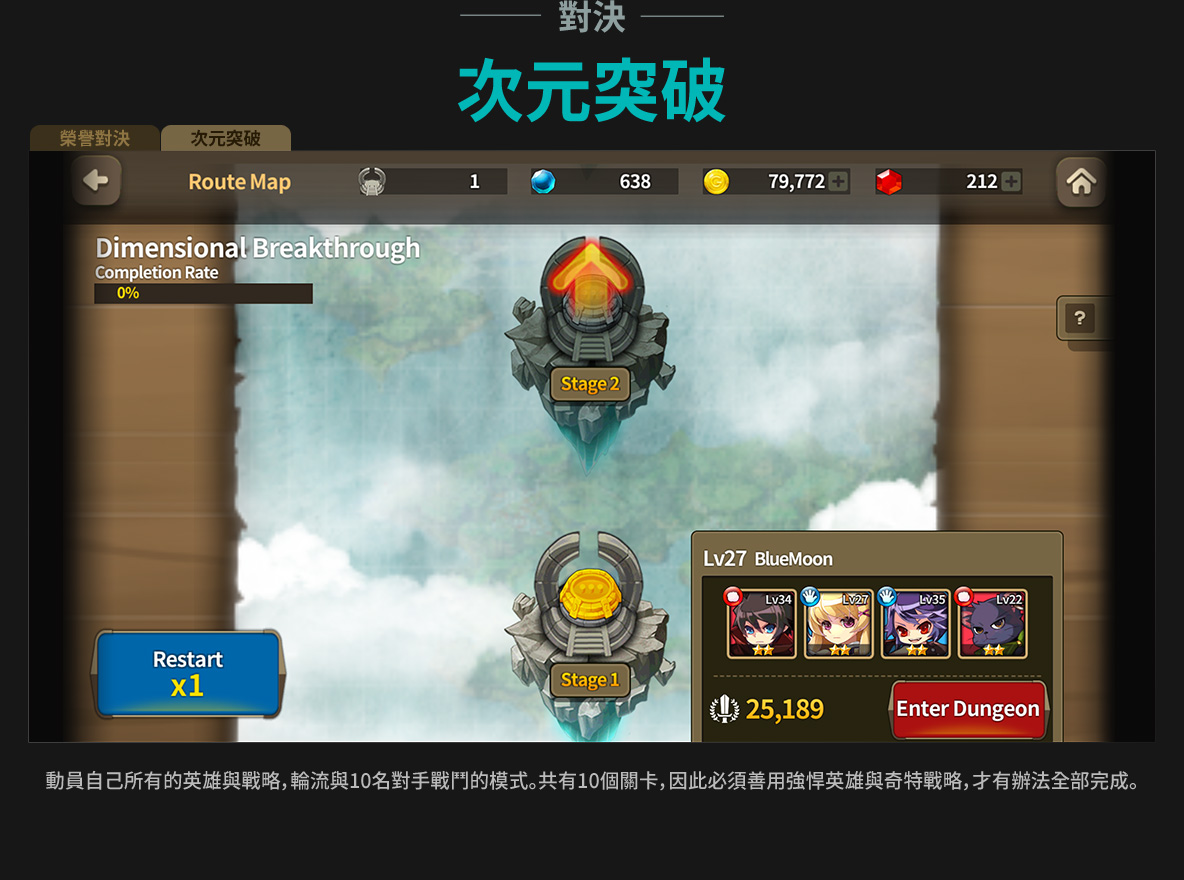 對決
次元突破
榮譽對決
次元突破
Route Map
1
638
79,772
212
Dimensional Breakthrough
Completion Rate
0%
?
Stage 2
Lv27 BlueMoon
Lv34
Lv27
Lv35
Lv22
Restart
x1
Stage 1
25,189
Enter Dungeon
動員自己所有的英雄與戰略, 輪流與10名對手戰鬥的模式。共有10個關卡, 因此必須善用強悍英雄與奇特戰略, 才有辦法全部完成。